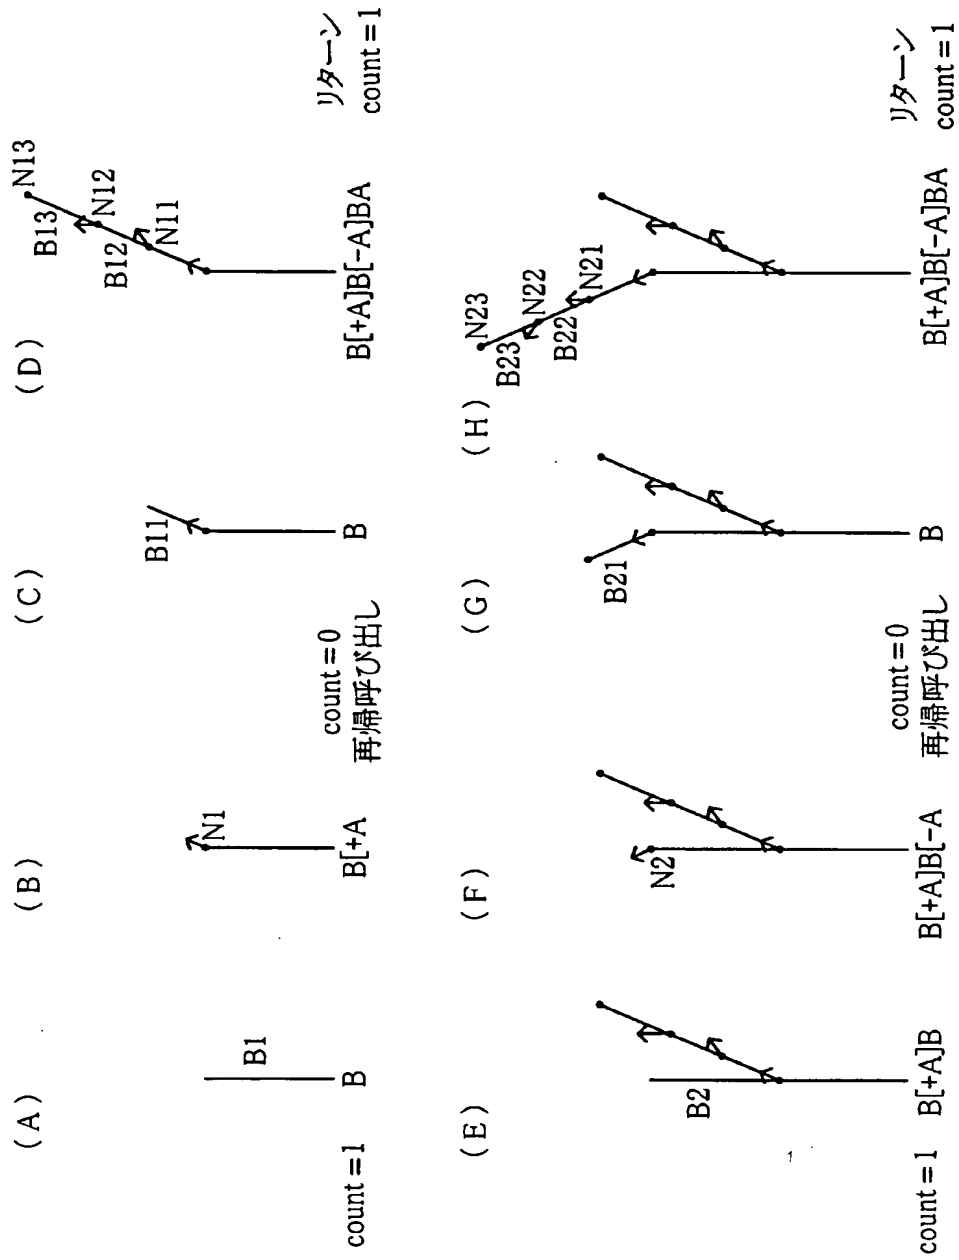 (A)
B1
B
count=1
(B)
N1
B[+A
count=0
再帰呼び出し
(C)
B11
B
(D)
N13
B13
N12
B12
N11
B[+A]B[-A]BA
リターン
count=1
(E)
B2
B[+A]B
count=1
(F)
N2
B[+A]B[-A
count=0
再帰呼び出し
(G)
B21
B
(H)
N23
B23
N22
B22
N21
B[+A]B[-A]BA
リターン
count=1